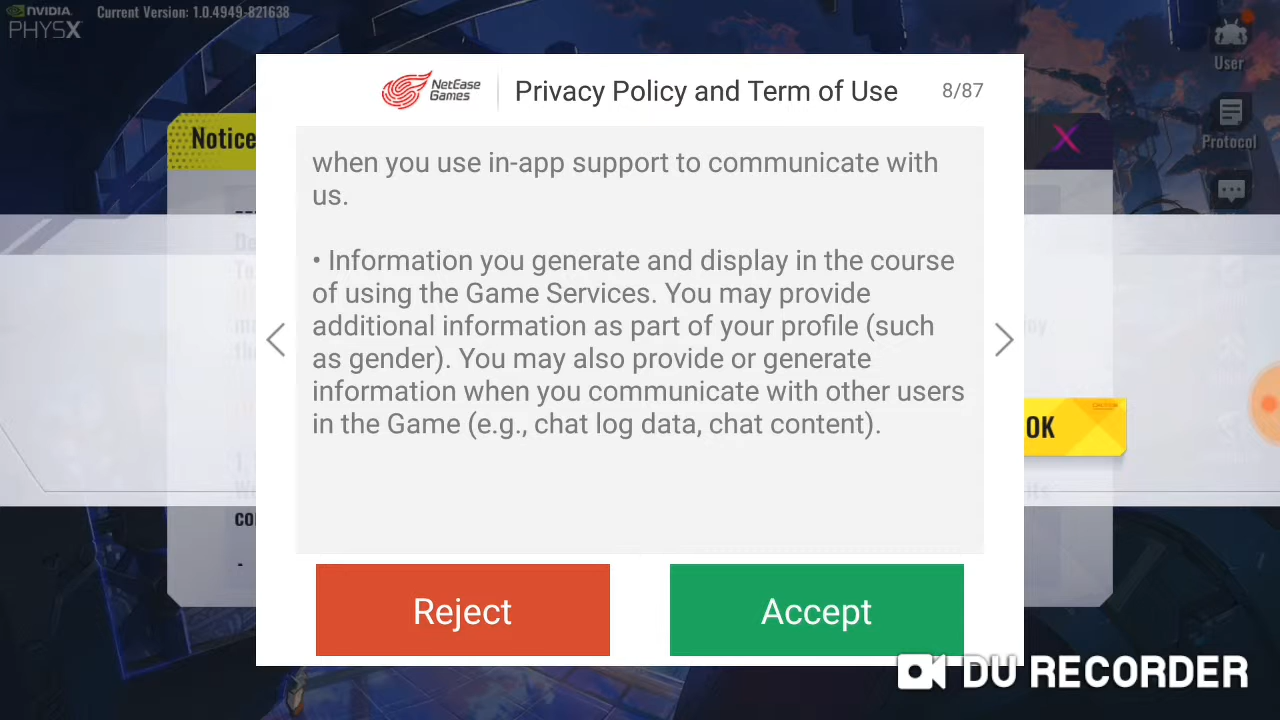 NVIDIA.
PHYSX
Current Version: 1.0.4949-821638
User
Protocol
Notice
NetEase
Games
Privacy Policy and Term of Use
8/87
when you use in-app support to communicate with
us.
• Information you generate and display in the course
of using the Game Services. You may provide
additional information as part of your profile (such
as gender). You may also provide or generate
information when you communicate with other users
in the Game (e.g., chat log data, chat content).
OK
Reject
Accept
DU RECORDER